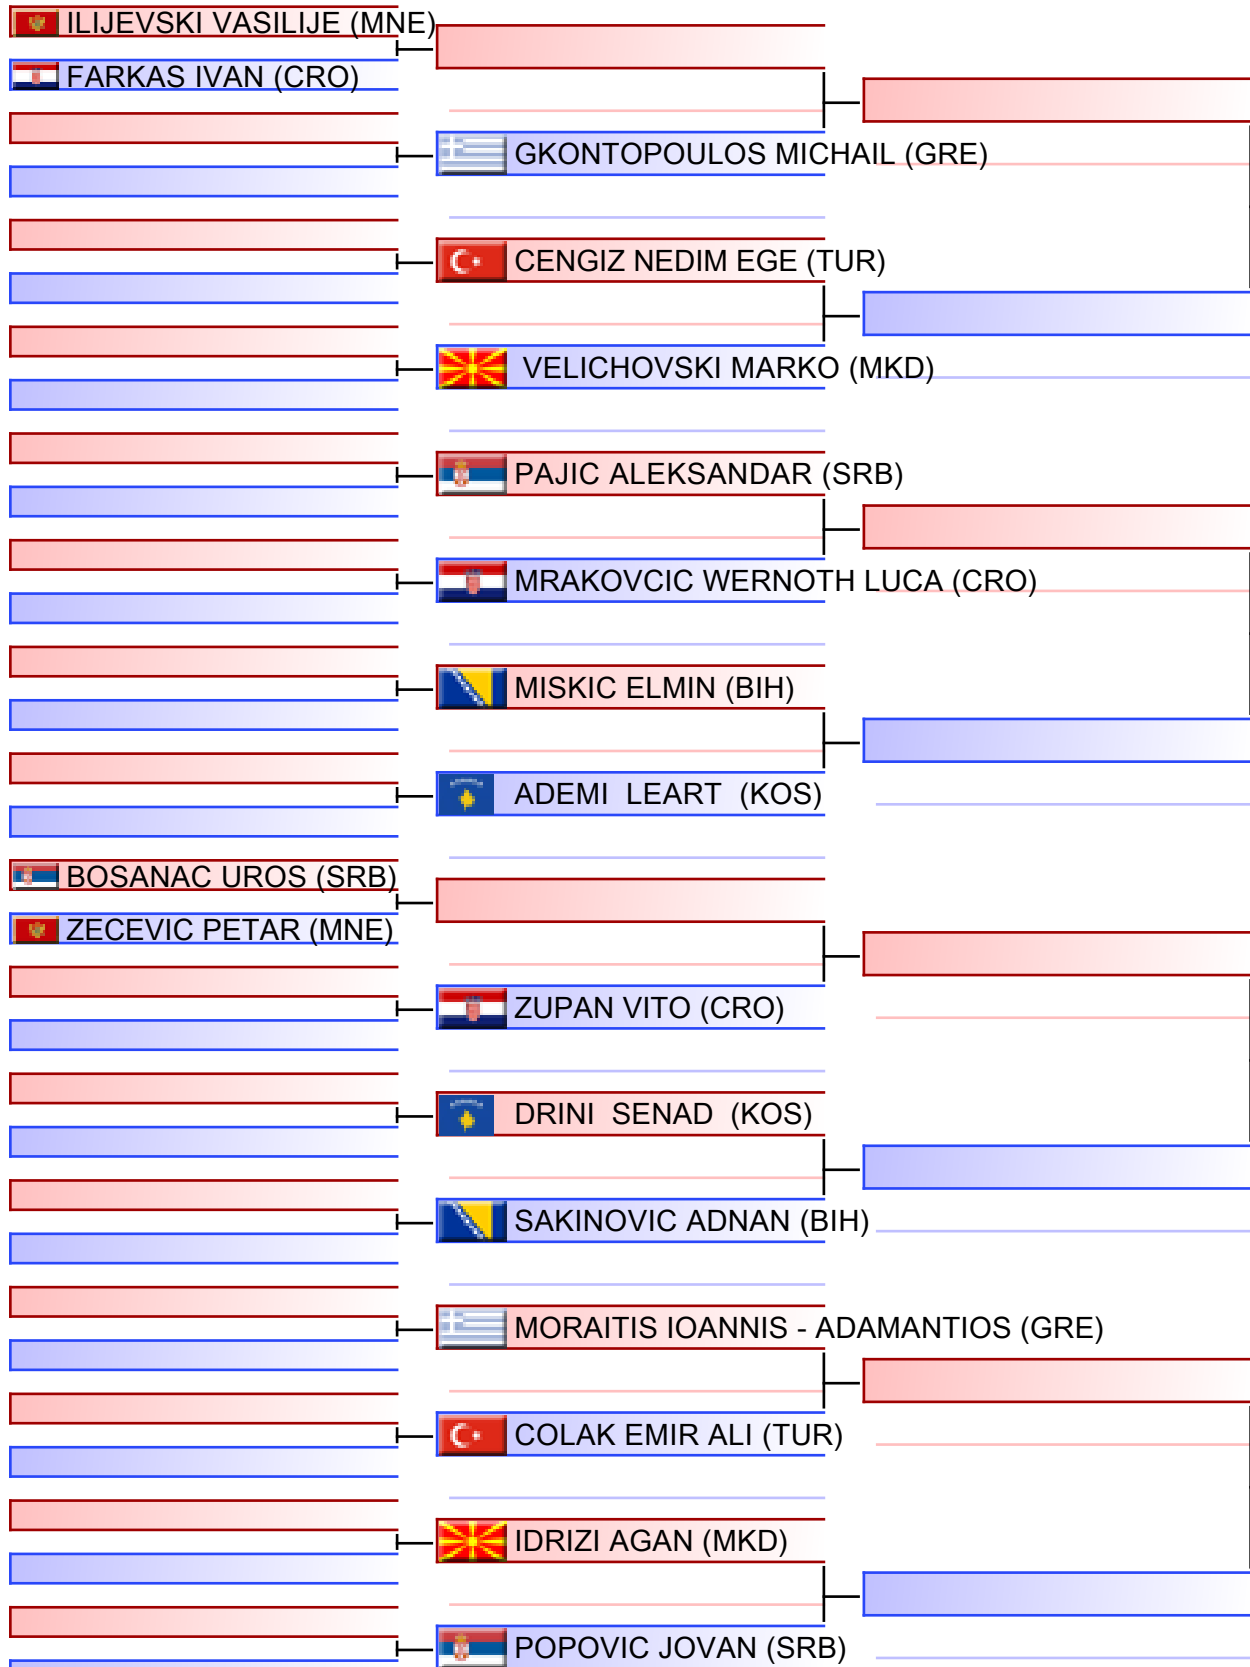 ILIJEVSKI VASILIJE (MNE)
FARKAS IVAN (CRO)
GKONTOPOULOS MICHAIL (GRE)
CENGIZ NEDIM EGE (TUR)
VELICHOVSKI MARKO (MKD)
PAJIC ALEKSANDAR (SRB)
MRAKOVCIC WERNOTH LUCA (CRO)
MISKIC ELMIN (BIH)
ADEMI LEART (KOS)
BOSANAC UROS (SRB)
ZECEVIC PETAR (MNE)
ZUPAN VITO (CRO)
DRINI SENAD (KOS)
SAKINOVIC ADNAN (BIH)
MORAITIS IOANNIS - ADAMANTIOS (GRE)
COLAK EMIR ALI (TUR)
IDRIZI AGAN (MKD)
POPOVIC JOVAN (SRB)